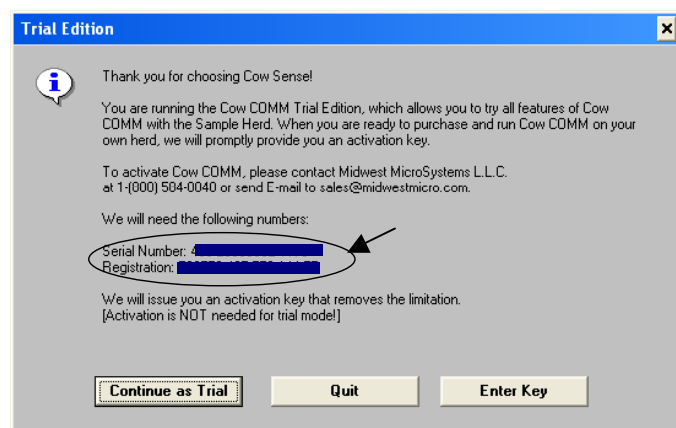 Trial Edition
Thank you for choosing Cow Sense!
You are running the Cow COMM Trial Edition, which allows you to try all features of Cow
COMM with the Sample Herd. When you are ready to purchase and run Cow COMM on your
own herd, we will promptly provide you an activation key.
To activate Cow COMM, please contact Midwest MicroSystems L.L.C.
at 1-(800) 584-0040 or send E-mail to sales@midwestmicro.com.
We will need the following numbers:
Serial Number: 4
Registration:
We will issue you an activation key that removes the limitation.
[Activation is NOT needed for trial mode!]
Continue as Trial
Quit
Enter Key